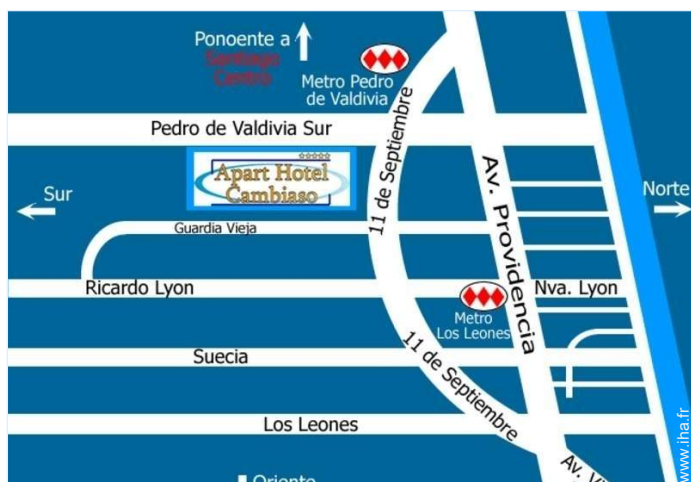 Ponoente a
Santiago
Centro
Metro Pedro
de Valdivia
Pedro de Valdivia Sur
11 de Septiembre
Apart Hotel
Cambiaso
Sur
Norte
Av. Providencia
Guardia Vieja
Ricardo Lyon
Nva. Lyon
Metro
Los Leones
Suecia
11 de Septiembre
Los Leones
Av.
Oriente
www.iha.fr